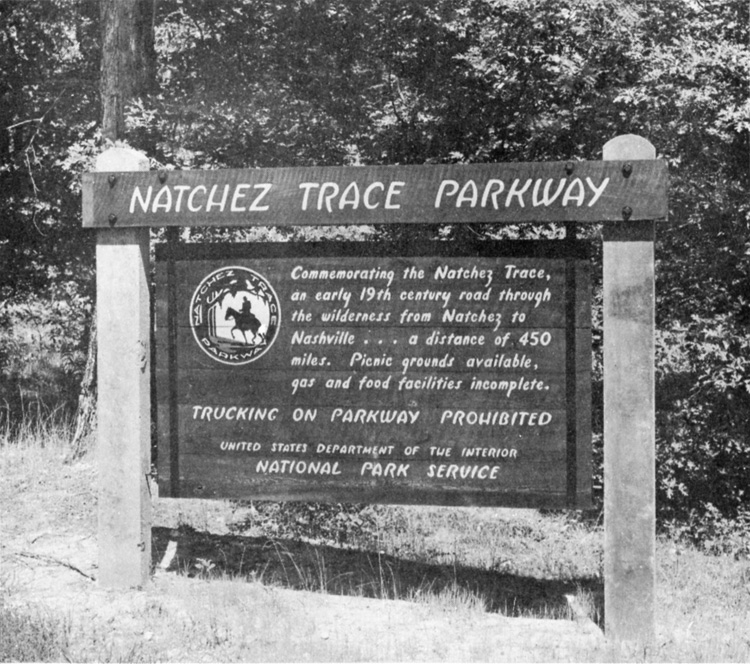 NATCHEZ TRACE PARKWAY
NATCHEZ TRACE
PARKWAY
Commemorating the Natchez Trace,
an early 19th century road through
the wilderness from Natchez to
Nashville . . . a distance of 450
miles. Picnic grounds available,
gas and food facilities incomplete.
TRUCKING ON PARKWAY PROHIBITED
UNITED STATES DEPARTMENT OF THE INTERIOR
NATIONAL PARK SERVICE